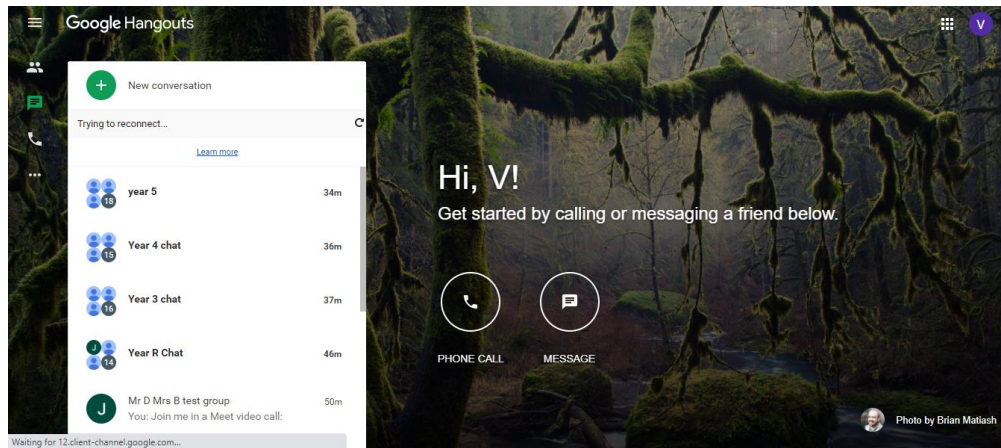 Google Hangouts
V
New conversation
Trying to reconnect...
Learn more
18
year 5
34m
15
Year 4 chat
36m
16
Year 3 chat
37m
J
14
Year R Chat
46m
J
Mr D Mrs B test group
50m
You: Join me in a Meet video call:
Waiting for 12.client-channel.google.com...
Hi, V!
Get started by calling or messaging a friend below.
PHONE CALL
MESSAGE
Photo by Brian Matiash